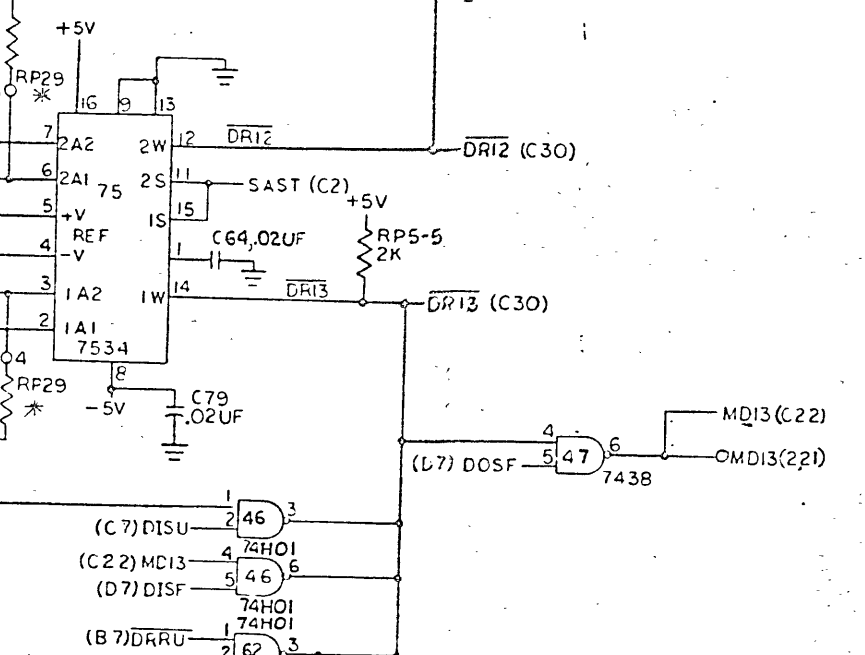 +5V
RP29
*
16
9
13
7
2A2
2W
12
DR12
DR12 (C30)
6
2A1
75
2S
11
SAST (C2)
5
+V
1S
15
+5V
REF
C64,.02UF
RP5-5
2K
4
-V
1
3
1A2
1W
14
DR13
DR13 (C30)
2
1A1
7534
4
8
RP29
*
-5V
C79
.02UF
MD13(C22)
4
47
6
OMD13(2,21)
(D7) DOSF
5
7438
1
46
3
(C7)DISU
2
74H01
(C22)MD13
4
46
6
(D7)DISF
5
74H01
74H01
(B7)DRRU
1
62
3
2